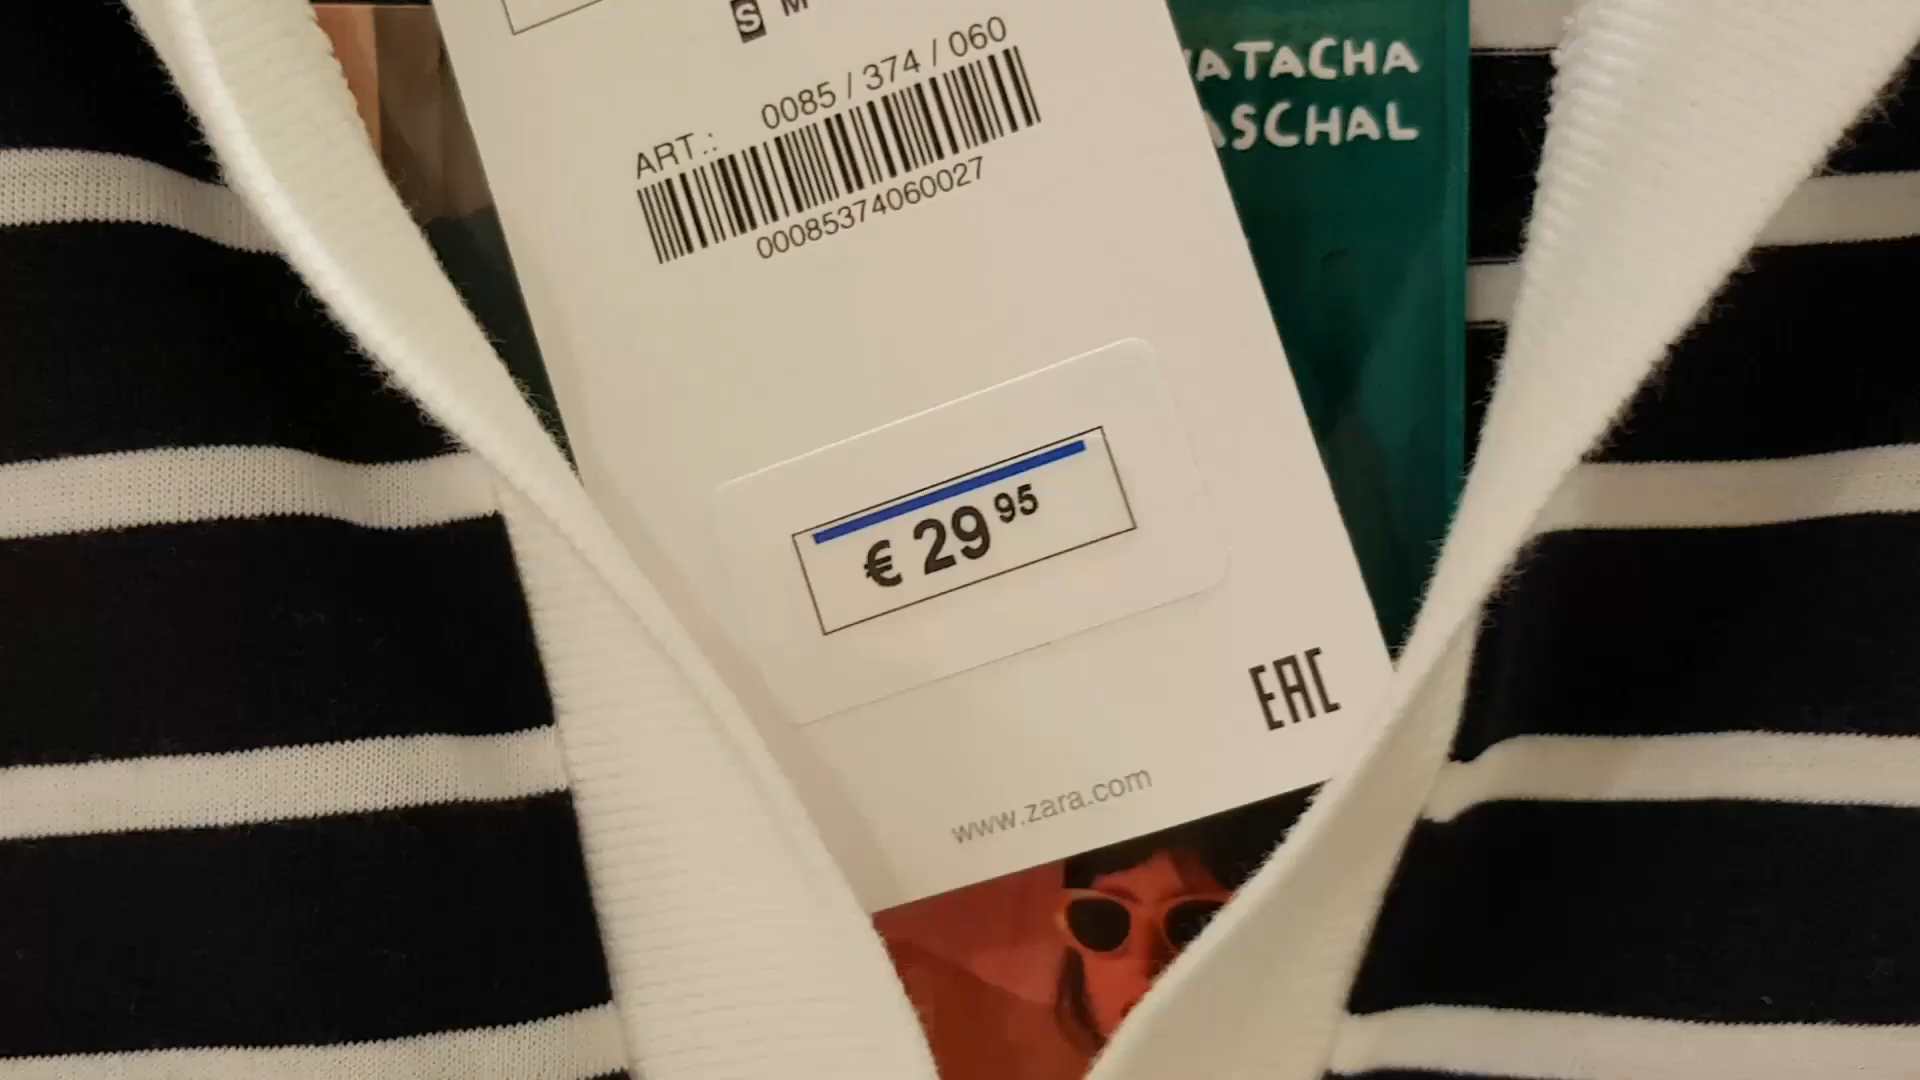 S M
ART.: 0085 / 374 / 060
00085374060027
€ 29 95
EAC
www.zara.com
ATACHA
ASCHAL